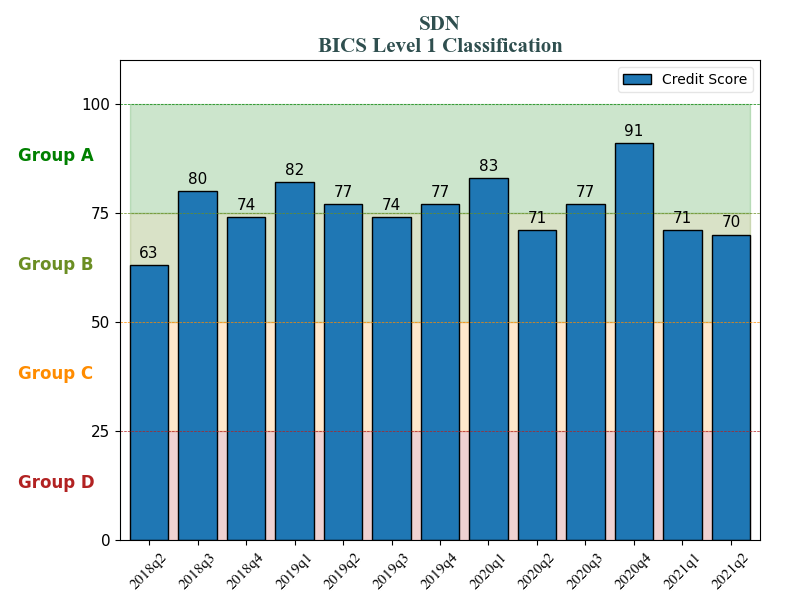 SDN
BICS Level 1 Classification
Credit Score
100
Group A
75
Group B
50
Group C
25
Group D
0
63
80
74
82
77
74
77
83
71
77
91
71
70
2018q2
2018q3
2018q4
2019q1
2019q2
2019q3
2019q4
2020q1
2020q2
2020q3
2020q4
2021q1
2021q2